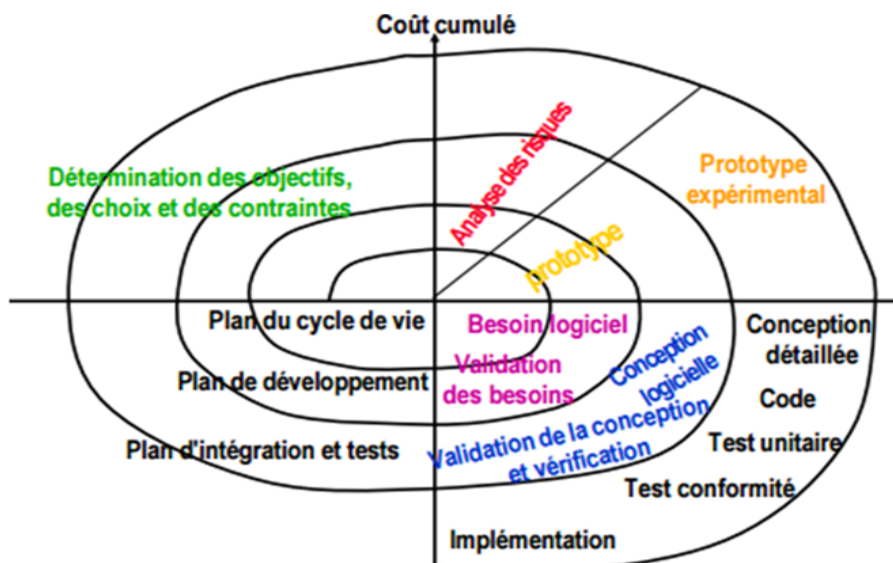 Coût cumulé
Détermination des objectifs,
des choix et des contraintes
Analyse des risques
Prototype
expérimental
prototype
Plan du cycle de vie
Besoin logiciel
Conception
détaillée
Plan de développement
Validation
des besoins
Conception
logicielle
Code
Plan d'intégration et tests
Validation de la conception
et vérification
Test unitaire
Test conformité
Implémentation